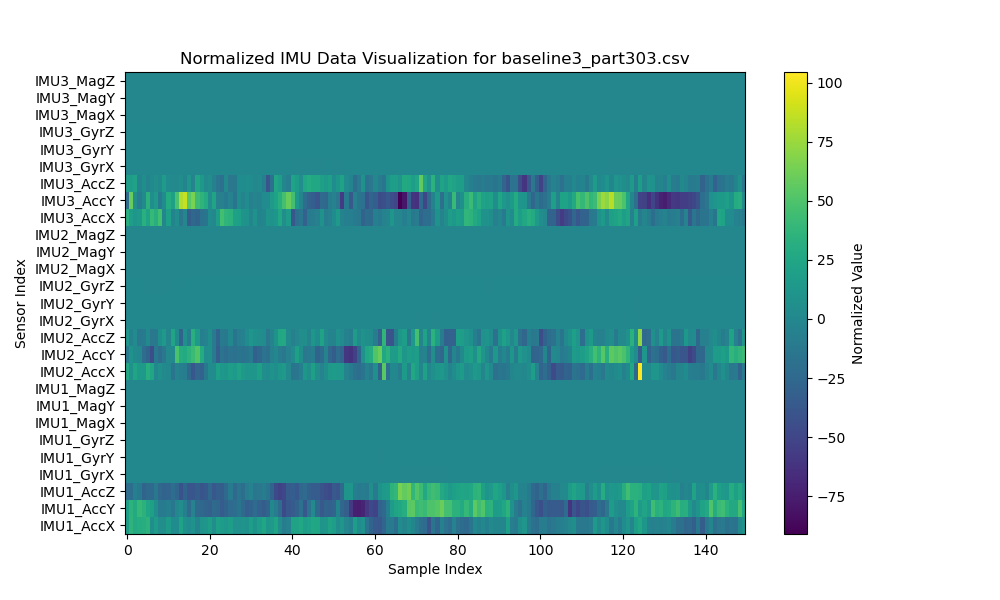 Normalized IMU Data Visualization for baseline3_part303.csv
IMU3_MagZ
IMU3_MagY
IMU3_MagX
IMU3_GyrZ
IMU3_GyrY
IMU3_GyrX
IMU3_AccZ
IMU3_AccY
IMU3_AccX
IMU2_MagZ
IMU2_MagY
IMU2_MagX
IMU2_GyrZ
IMU2_GyrY
IMU2_GyrX
IMU2_AccZ
IMU2_AccY
IMU2_AccX
IMU1_MagZ
IMU1_MagY
IMU1_MagX
IMU1_GyrZ
IMU1_GyrY
IMU1_GyrX
IMU1_AccZ
IMU1_AccY
IMU1_AccX
Sensor Index
0 20 40 60 80 100 120 140
Sample Index
100
75
50
25
0
−25
−50
−75
Normalized Value